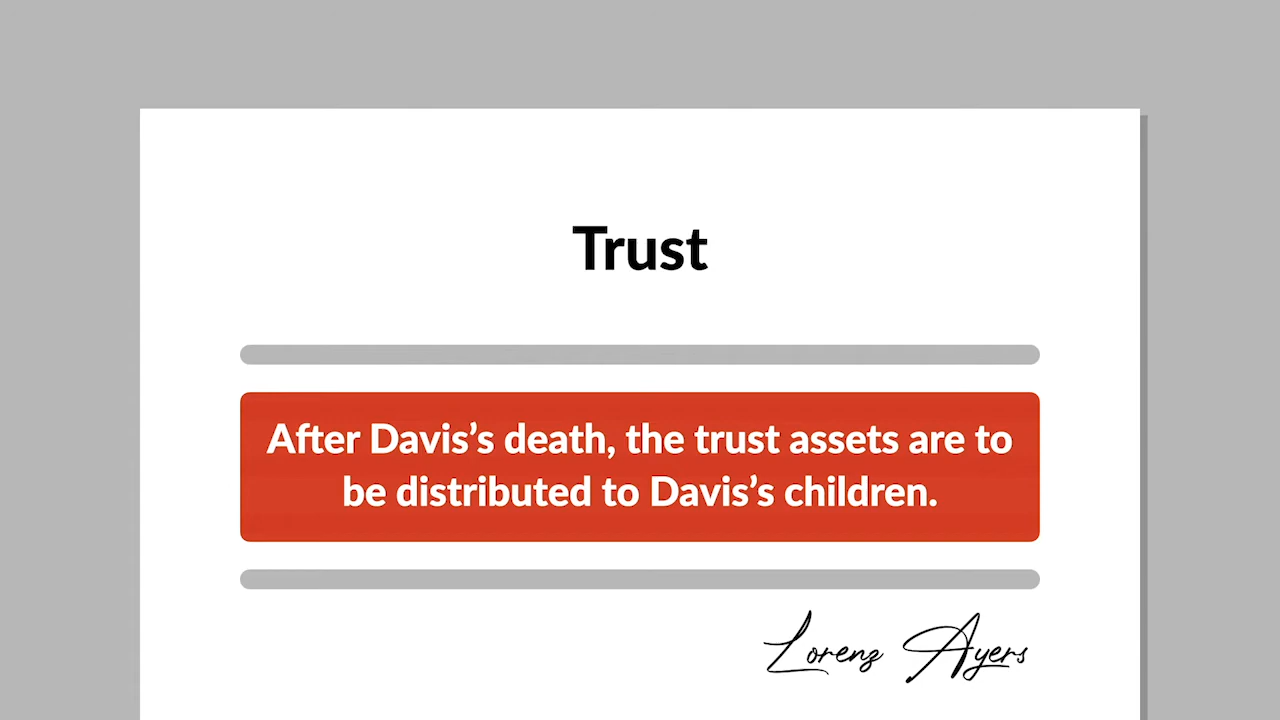 Trust
After Davis’s death, the trust assets are to
be distributed to Davis’s children.
Lorenz Ayers